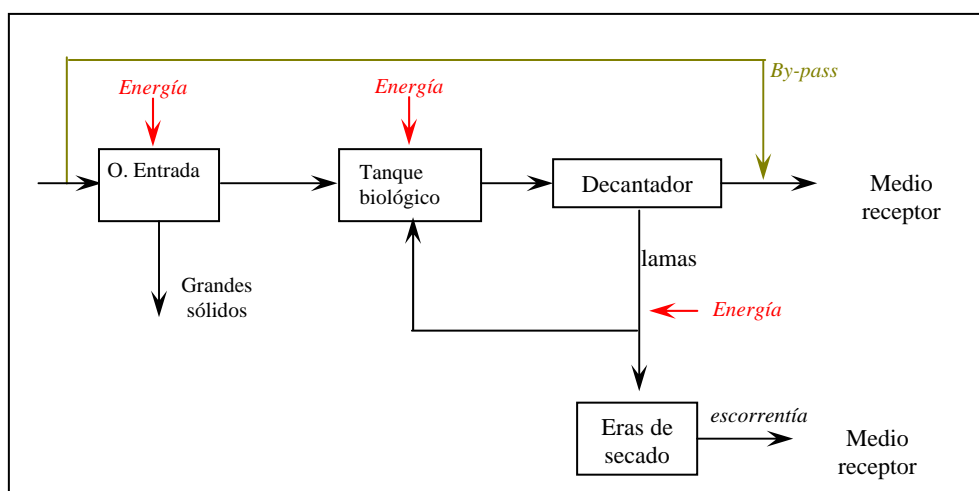 By-pass
Energía
Energía
O. Entrada
Tanque
biológico
Decantador
Medio
receptor
lamas
Grandes
sólidos
Energía
Eras de
secado
escorrentía
Medio
receptor